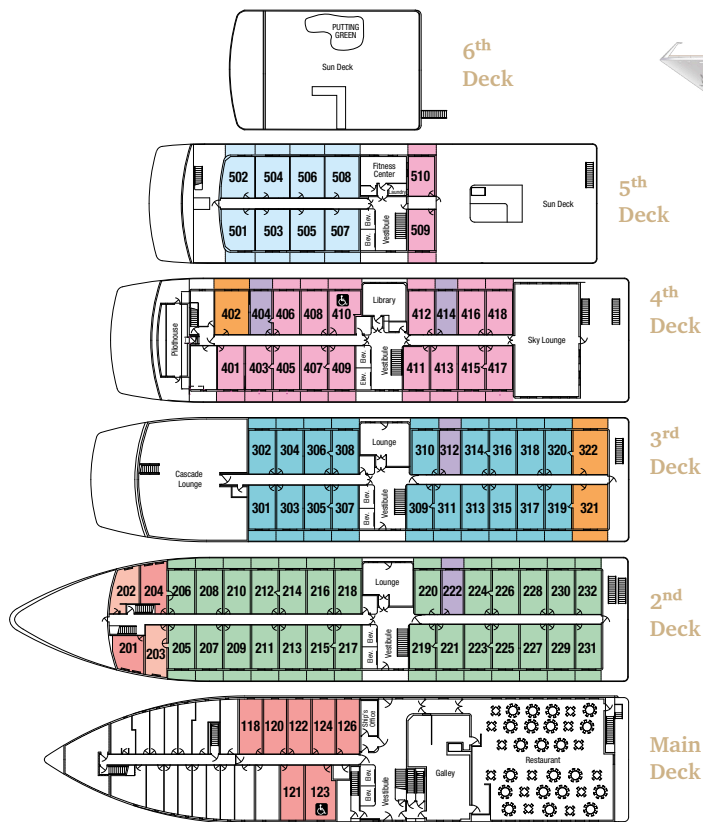 PUTTING
GREEN
Sun Deck
6th
Deck
502 504 506 508 Fitness
Center 510
Laundry
501 503 505 507 Bev. Bev. Vestibule 509
Sun Deck
5th
Deck
402 404 406 408 410 Library 412 414 416 418
Pilothouse
401 403 405 407 409 Bev. Elev. Vestibule 411 413 415 417
Sky Lounge
4th
Deck
302 304 306 308 Lounge 310 312 314 316 318 320 322
Cascade
Lounge
301 303 305 307 Bev. Bev. Vestibule 309 311 313 315 317 319 321
3rd
Deck
202 204 206 208 210 212 214 216 218 Lounge 220 222 224 226 228 230 232
201 203 205 207 209 211 213 215 217 Bev. Bev. Vestibule 219 221 223 225 227 229 231
2nd
Deck
118 120 122 124 126 Ship's
Office
121 123 Bev. Bev. Vestibule
Galley
Restaurant
Main
Deck